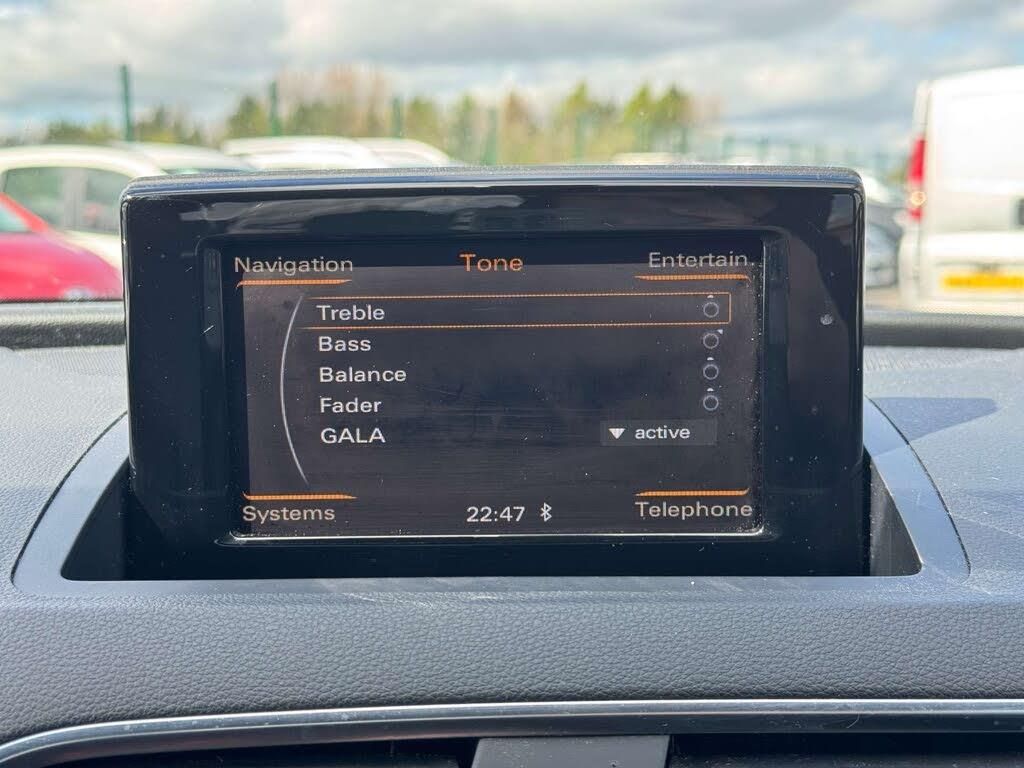 Navigation Tone Entertain.
Treble
Bass
Balance
Fader
GALA active
Systems 22:47 Telephone